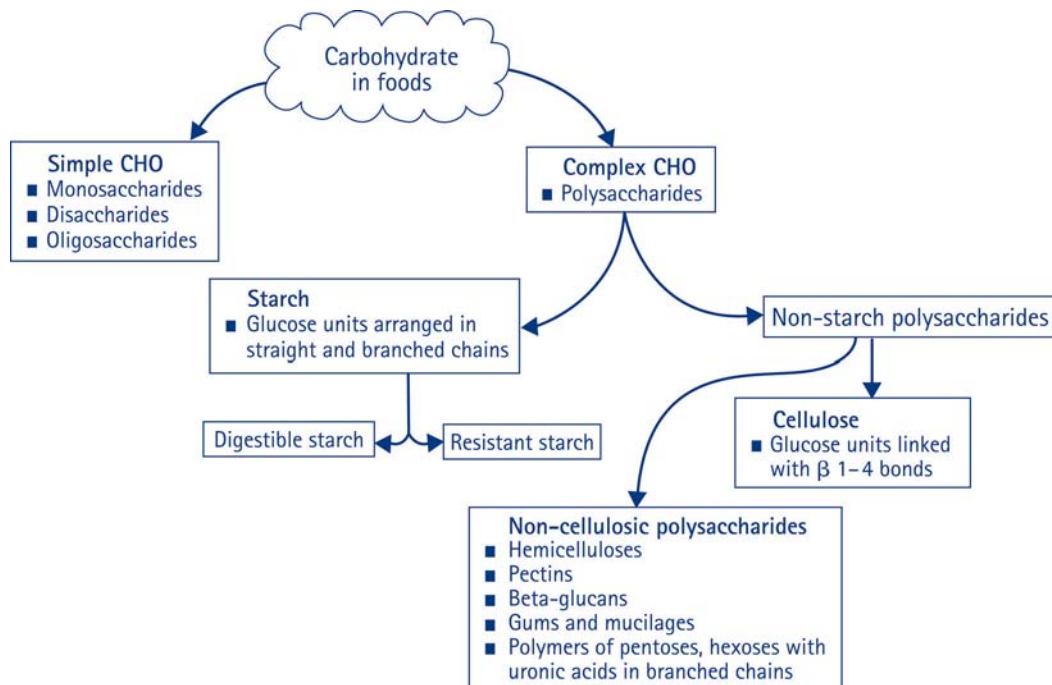 Carbohydrate
in foods
Simple CHO
■ Monosaccharides
■ Disaccharides
■ Oligosaccharides
Complex CHO
■ Polysaccharides
Starch
■ Glucose units arranged in
straight and branched chains
Non-starch polysaccharides
Digestible starch
Resistant starch
Cellulose
■ Glucose units linked
with β 1–4 bonds
Non-cellulosic polysaccharides
■ Hemicelluloses
■ Pectins
■ Beta-glucans
■ Gums and mucilages
■ Polymers of pentoses, hexoses with
uronic acids in branched chains